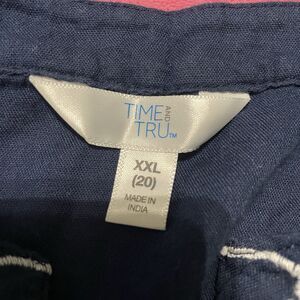 TIME AND
TRU™
XXL
(20)
MADE IN
INDIA